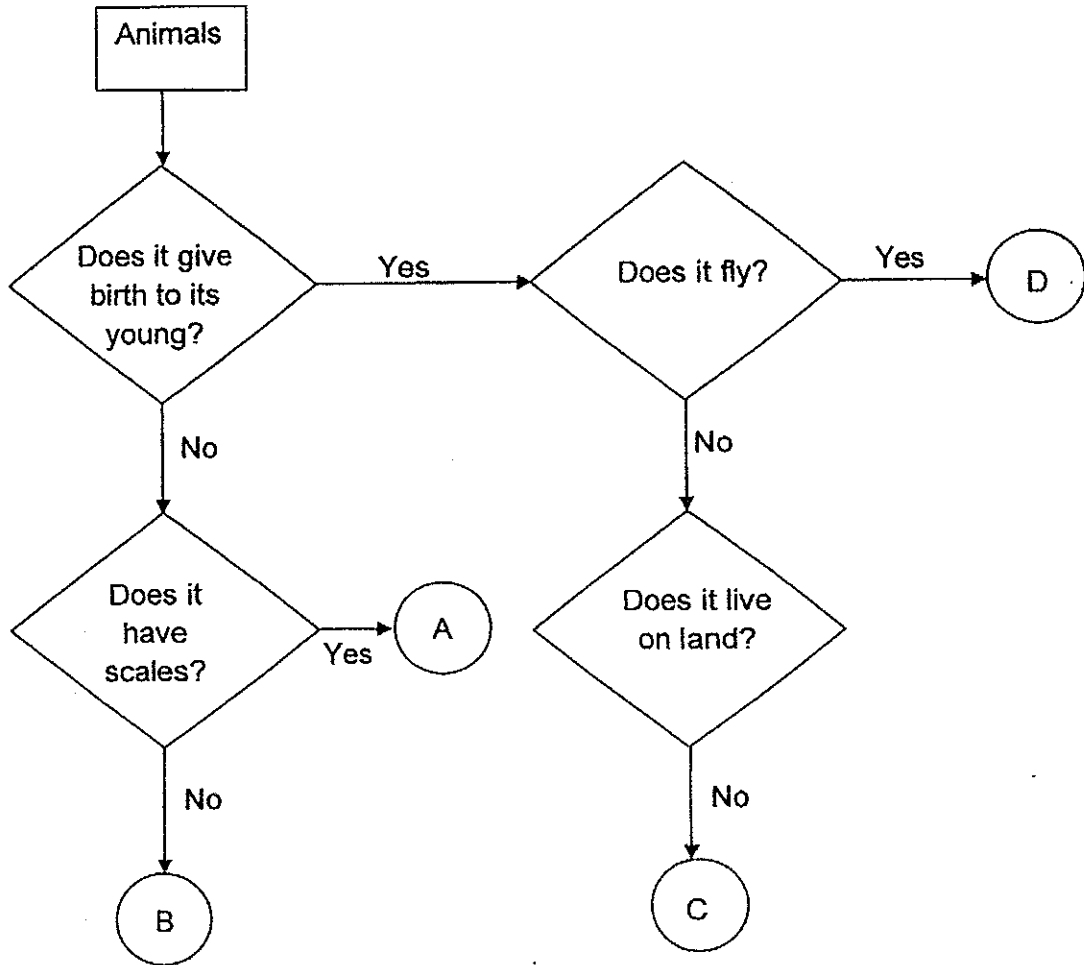 Animals
Does it give
birth to its
young?
Yes
Does it fly?
Yes
D
No
No
Does it
have
scales?
Yes
A
Does it live
on land?
No
No
B
C